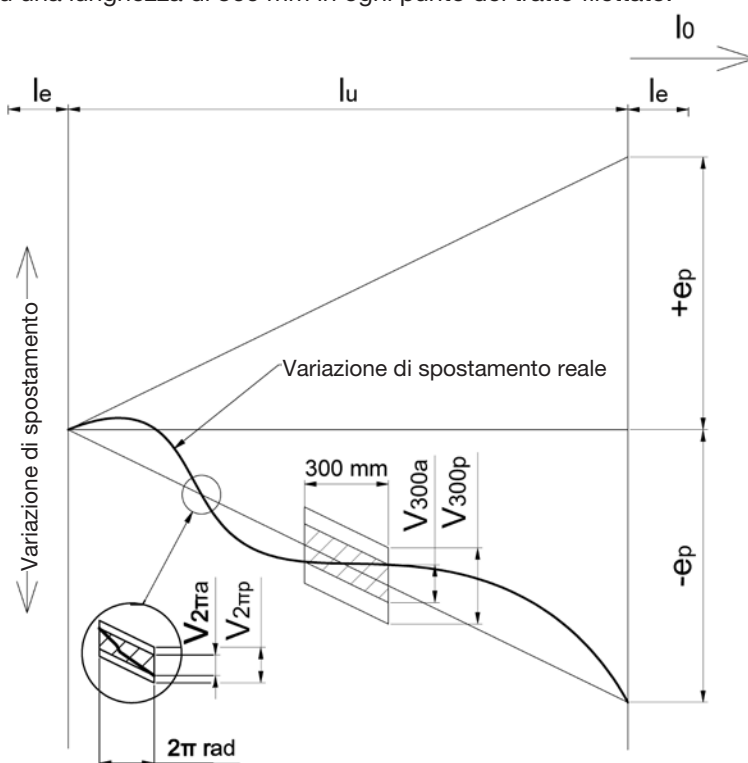 una lunghezza di 300 mm in ogni punto del tratto filettato.
l0
le
lu
le
+ep
Variazione di spostamento
Variazione di spostamento reale
300 mm
V300a
V300p
-ep
V2πa
V2πp
2π rad